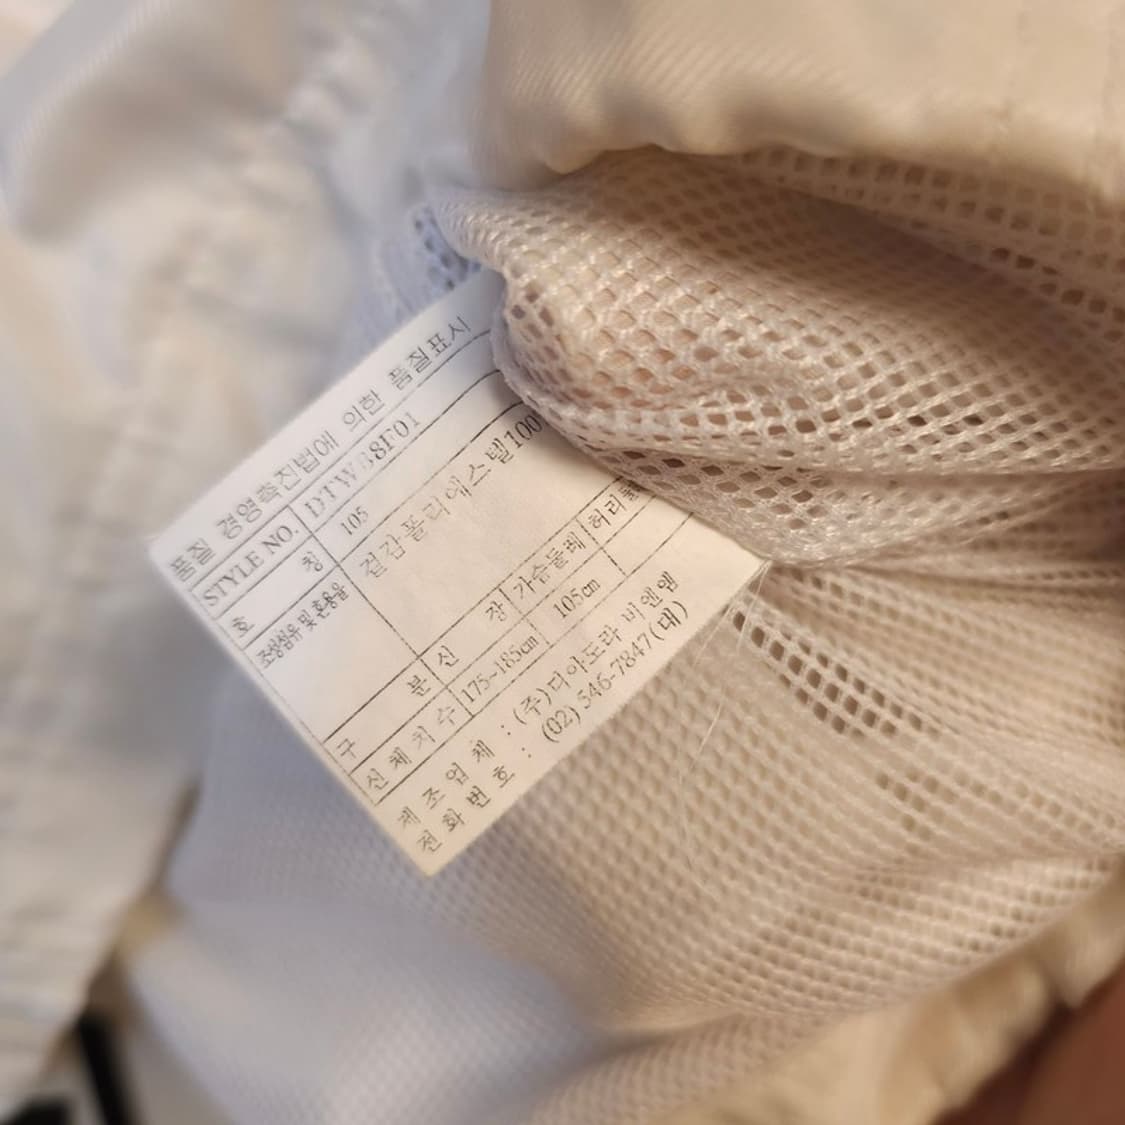 품질 경영촉진법에 의한 품질표시
STYLE NO.
호 칭 105
조성섬유 및 혼용율 겉감폴리에스텔100
구 분 신 장 가슴둘레
신체치수 175~185cm 105cm
제조업체 : (주)디아도라 비엔엠
전화번호 : (02) 546-7847(대)